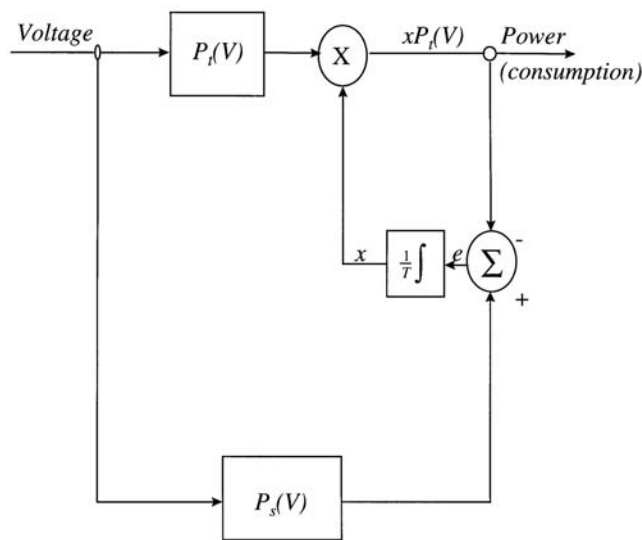 Voltage
P_t(V)
X
xP_t(V)
Power
(consumption)
x
1/T ∫
e
Σ
-
+
P_s(V)